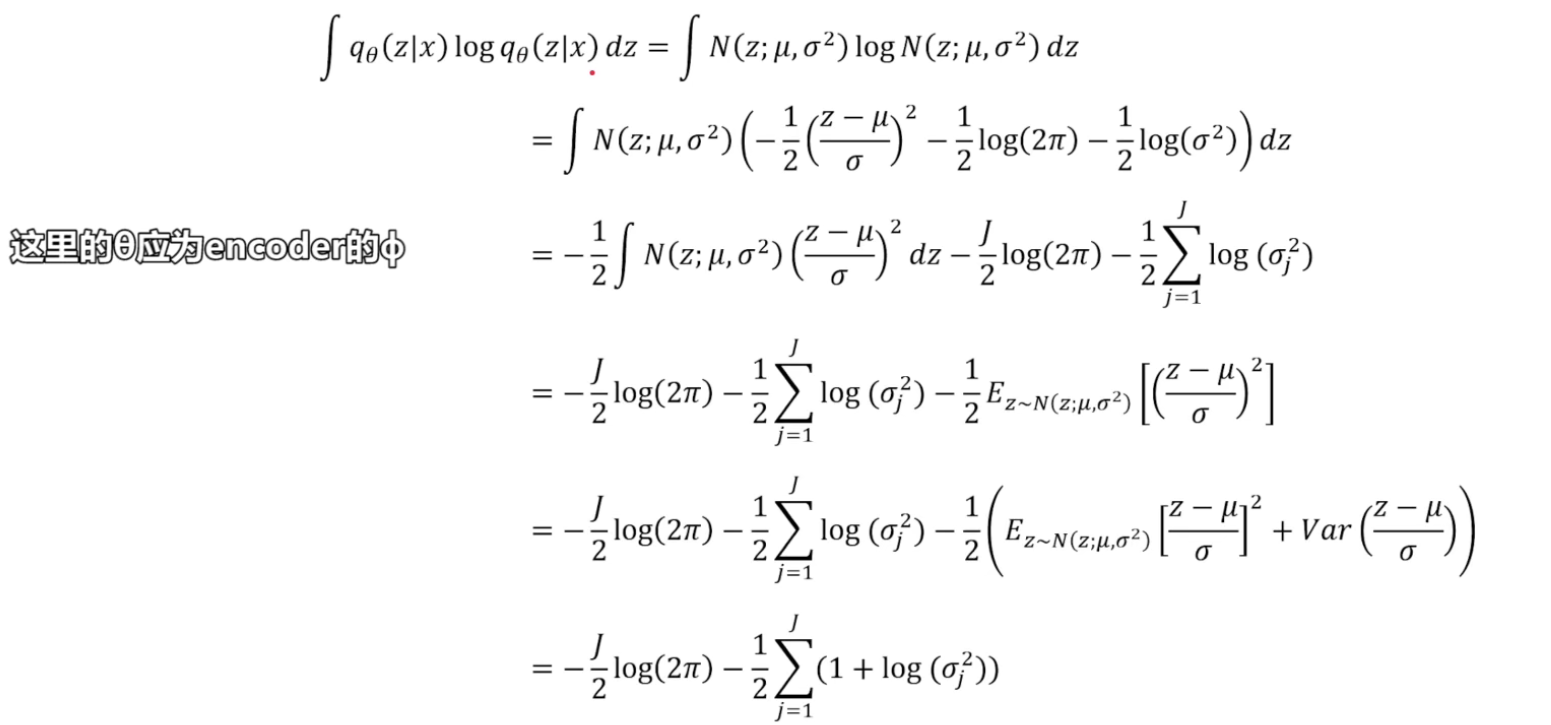 ∫ q_θ(z|x) log q_θ(z|x) dz = ∫ N(z; μ, σ²) log N(z; μ, σ²) dz
= ∫ N(z; μ, σ²) (−1/2 ((z − μ)/σ)² − 1/2 log(2π) − 1/2 log(σ²)) dz
这里的θ应为encoder的ϕ
= −1/2 ∫ N(z; μ, σ²) ((z − μ)/σ)² dz − J/2 log(2π) − 1/2 ∑_{j=1}^{J} log (σ_j²)
= −J/2 log(2π) − 1/2 ∑_{j=1}^{J} log (σ_j²) − 1/2 E_{z~N(z;μ,σ²)} [((z − μ)/σ)²]
= −J/2 log(2π) − 1/2 ∑_{j=1}^{J} log (σ_j²) − 1/2 (E_{z~N(z;μ,σ²)} [(z − μ)/σ]² + Var ((z − μ)/σ))
= −J/2 log(2π) − 1/2 ∑_{j=1}^{J} (1 + log (σ_j²))